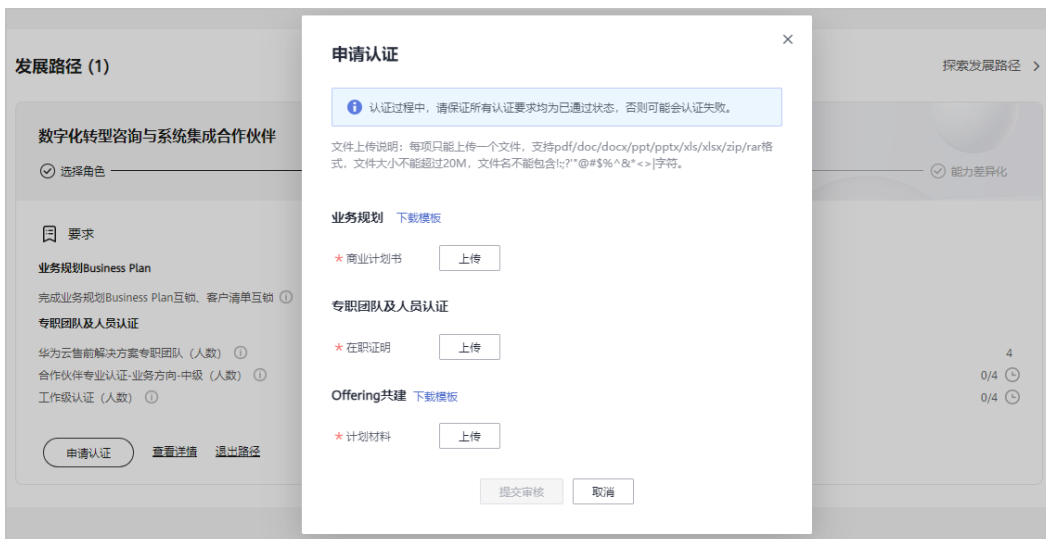 发展路径 (1)
探索发展路径
数字化转型咨询与系统集成合作伙伴
选择角色
能力差异化
要求
业务规划Business Plan
完成业务规划Business Plan互锁、客户清单互锁
专职团队及人员认证
华为云售前解决方案专职团队（人数）
4
合作伙伴专业认证-业务方向-中级（人数）
0/4
工作级认证（人数）
0/4
申请认证
查看详情
退出路径
申请认证
认证过程中，请保证所有认证要求均为已通过状态，否则可能会认证失败。
文件上传说明：每项只能上传一个文件，支持pdf/doc/docx/ppt/pptx/xls/xlsx/zip/rar格
式，文件大小不能超过20M，文件名不能包含!:;?'"@#$%^&*<>|字符。
业务规划 下载模板
* 商业计划书 上传
专职团队及人员认证
* 在职证明 上传
Offering共建 下载模板
* 计划材料 上传
提交审核 取消